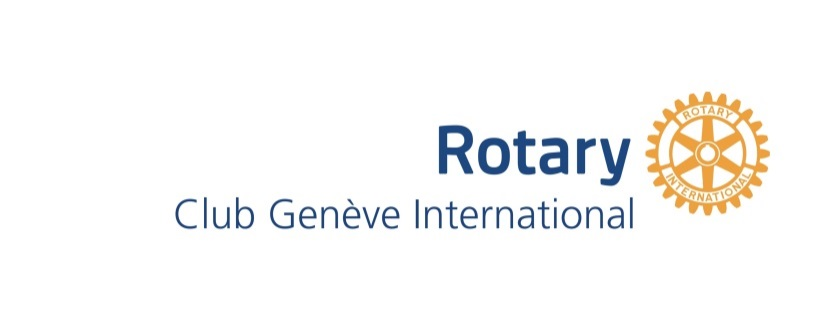 Rotary
Club Genève International
ROTARY
INTERNATIONAL